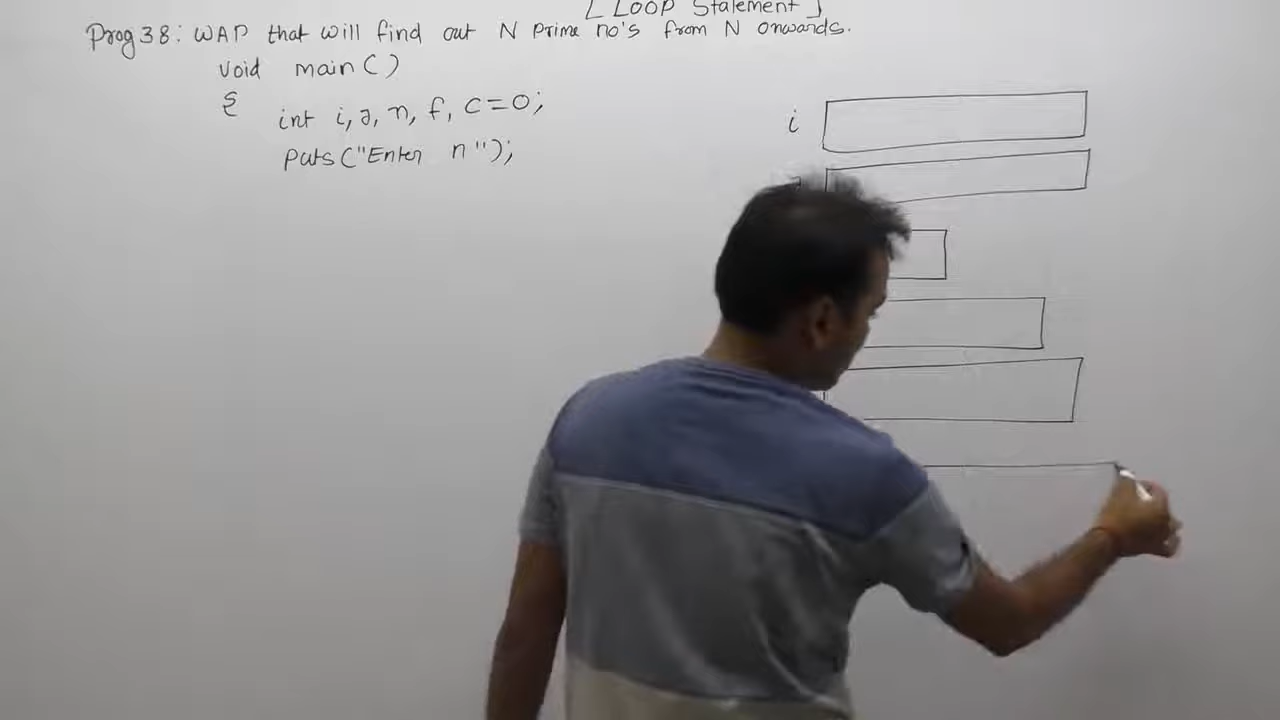 [ Loop Statement ]
Prog 38: WAP that will find out N Prime no's from N onwards.
void main()
{
int i, a, n, f, c=0;
puts("Enter n");
i